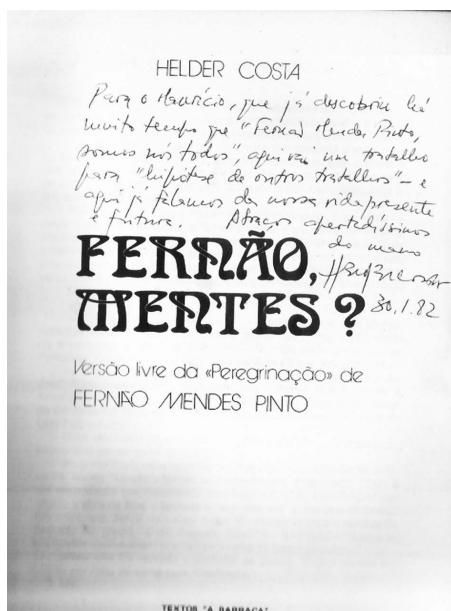 HELDER COSTA
Para o Maurício, que já descobriu há
muito tempo que "Fernão Mendes Pinto,
somos nós todos", aqui vai um trabalho
para "hipótese de outros trabalhos" – e
aqui já falamos da nossa vida presente
e futura. Abraços apertadíssimos
do mano
FERNÃO,
MENTES ?
30.1.82
Versão livre da «Peregrinação» de
FERNÃO MENDES PINTO
TEXTOS "A BARRACA"